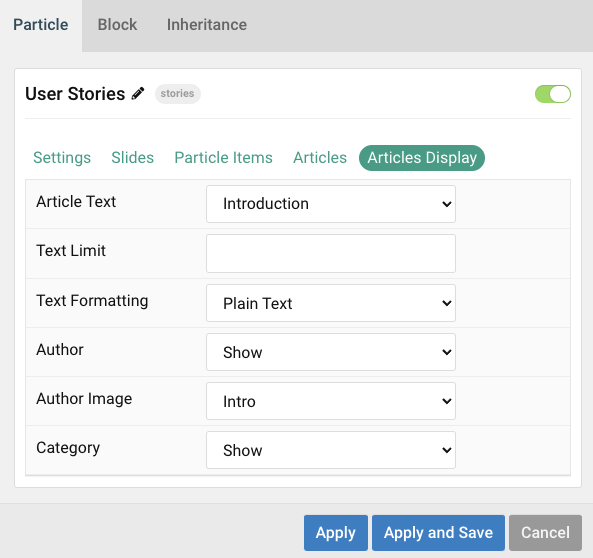 Particle Block Inheritance
User Stories stories
Settings Slides Particle Items Articles Articles Display
Article Text Introduction
Text Limit
Text Formatting Plain Text
Author Show
Author Image Intro
Category Show
Apply Apply and Save Cancel